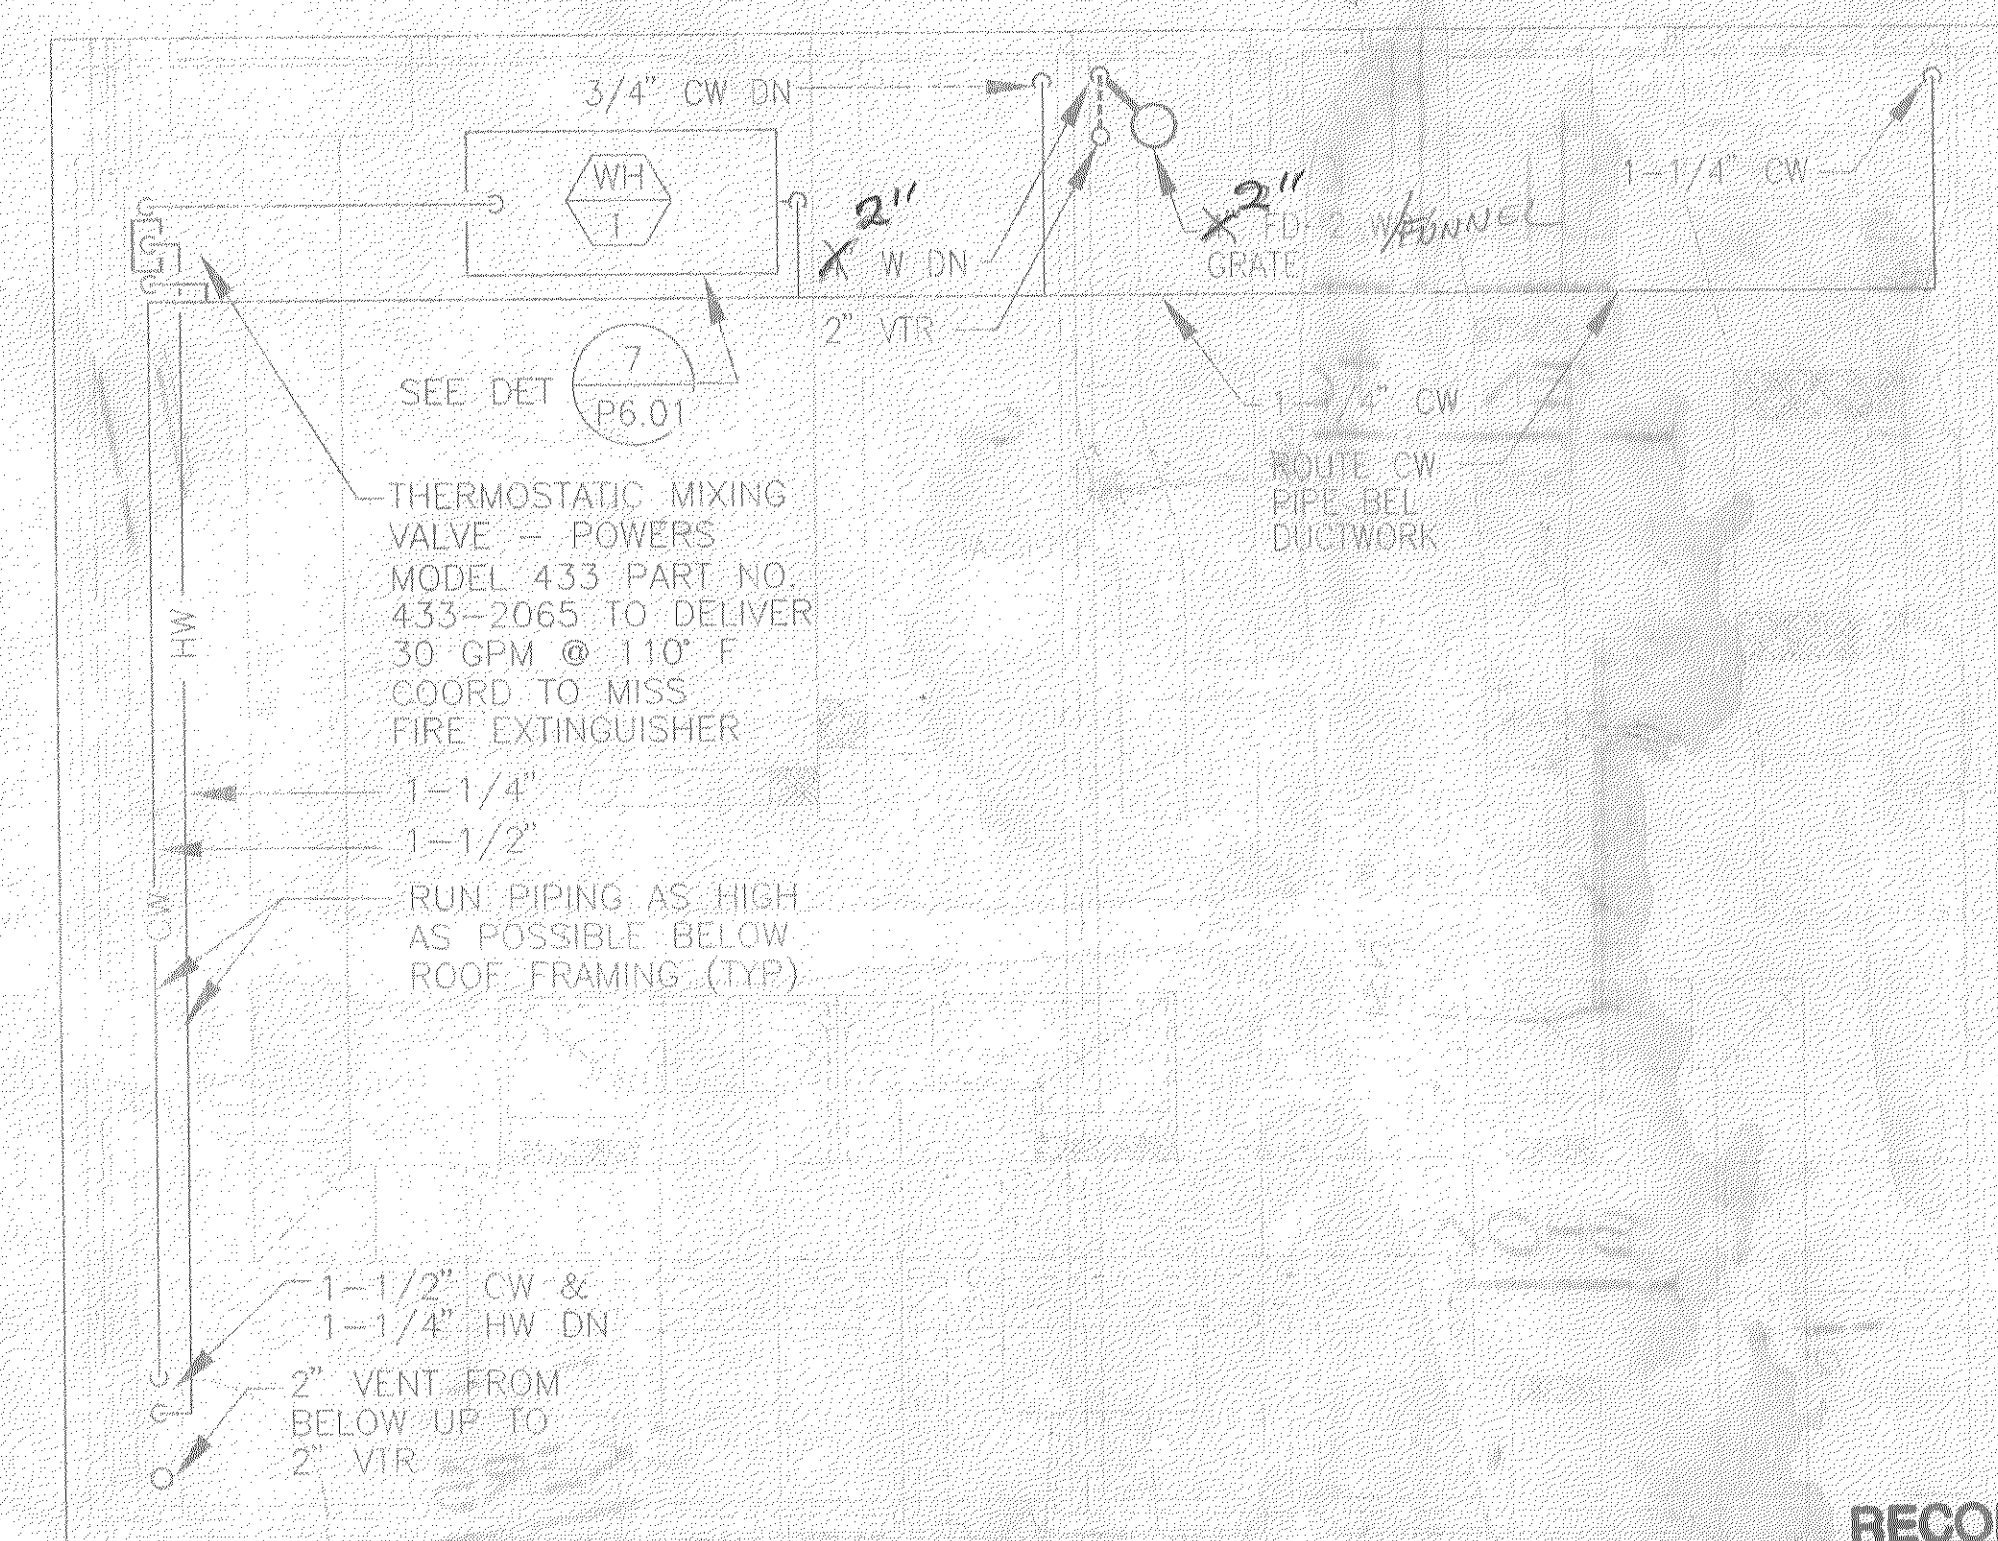 3/4" CW DN
WH
1
2"
W DN
2" VTR
2"
FD-2 W/FUNNEL
GRATE
1-1/4" CW
SEE DET
7
P6.01
1-1/4" CW
ROUTE CW
PIPE BEL
DUCTWORK
THERMOSTATIC MIXING
VALVE - POWERS
MODEL 433 PART NO.
433-2065 TO DELIVER
30 GPM @ 110° F
COORD TO MISS
FIRE EXTINGUISHER
HW
1-1/4"
1-1/2"
CW
RUN PIPING AS HIGH
AS POSSIBLE BELOW
ROOF FRAMING (TYP)
1-1/2" CW &
1-1/4" HW DN
2" VENT FROM
BELOW UP TO
2" VTR